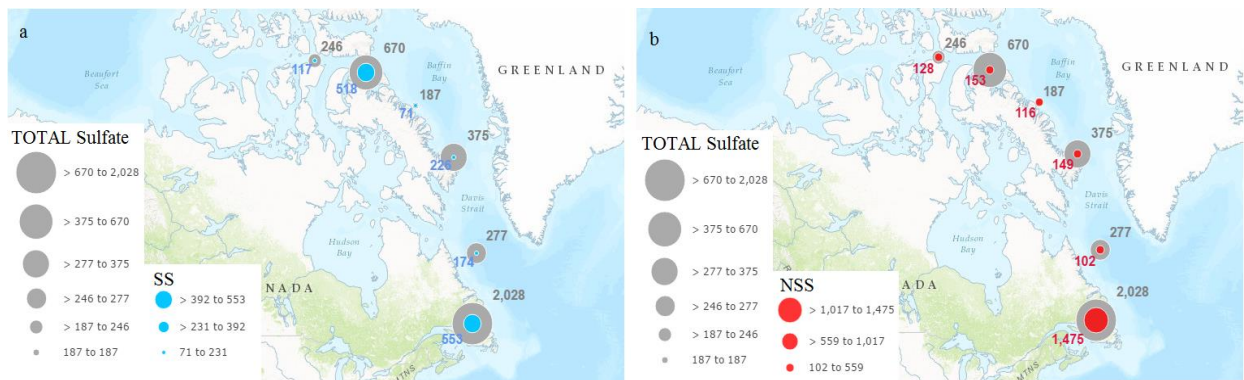 a
246
670
117
518
Beaufort
Sea
Baffin
Bay
GREENLAND
187
71
TOTAL Sulfate
375
226
> 670 to 2,028
Davis
Strait
> 375 to 670
> 277 to 375
Hudson
Bay
277
174
SS
> 246 to 277
> 392 to 553
NADA
2,028
> 187 to 246
> 231 to 392
553
187 to 187
71 to 231
MTNS
b
246
670
128
153
Beaufort
Sea
Baffin
Bay
GREENLAND
187
116
TOTAL Sulfate
375
149
> 670 to 2,028
Davis
Strait
> 375 to 670
> 277 to 375
Hudson
Bay
277
102
NSS
> 246 to 277
ADA
2,028
> 1,017 to 1,475
> 187 to 246
> 559 to 1,017
1,475
187 to 187
102 to 559
MTNS